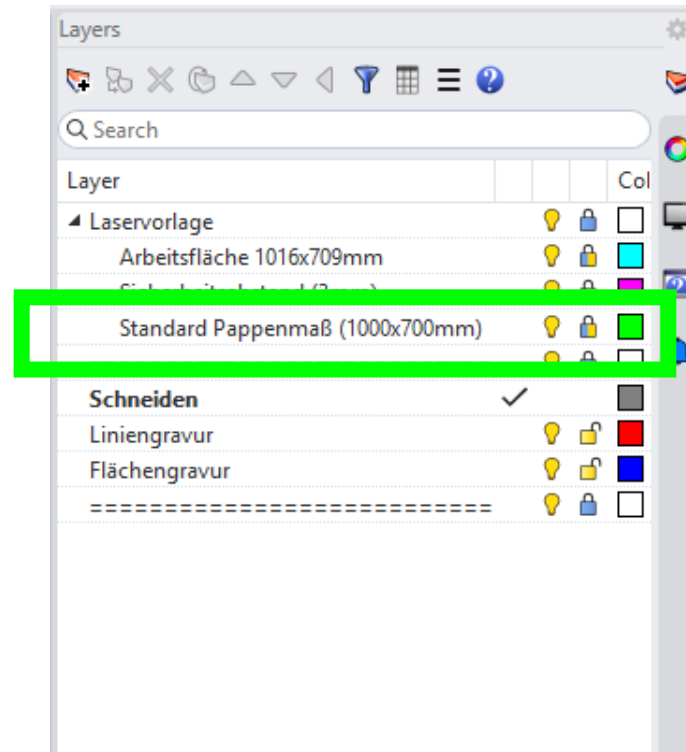 Layers
Search
Layer Col
Laservorlage
Arbeitsfläche 1016x709mm
Standard Pappenmaß (1000x700mm)
Schneiden
Liniengravur
Flächengravur
===========================